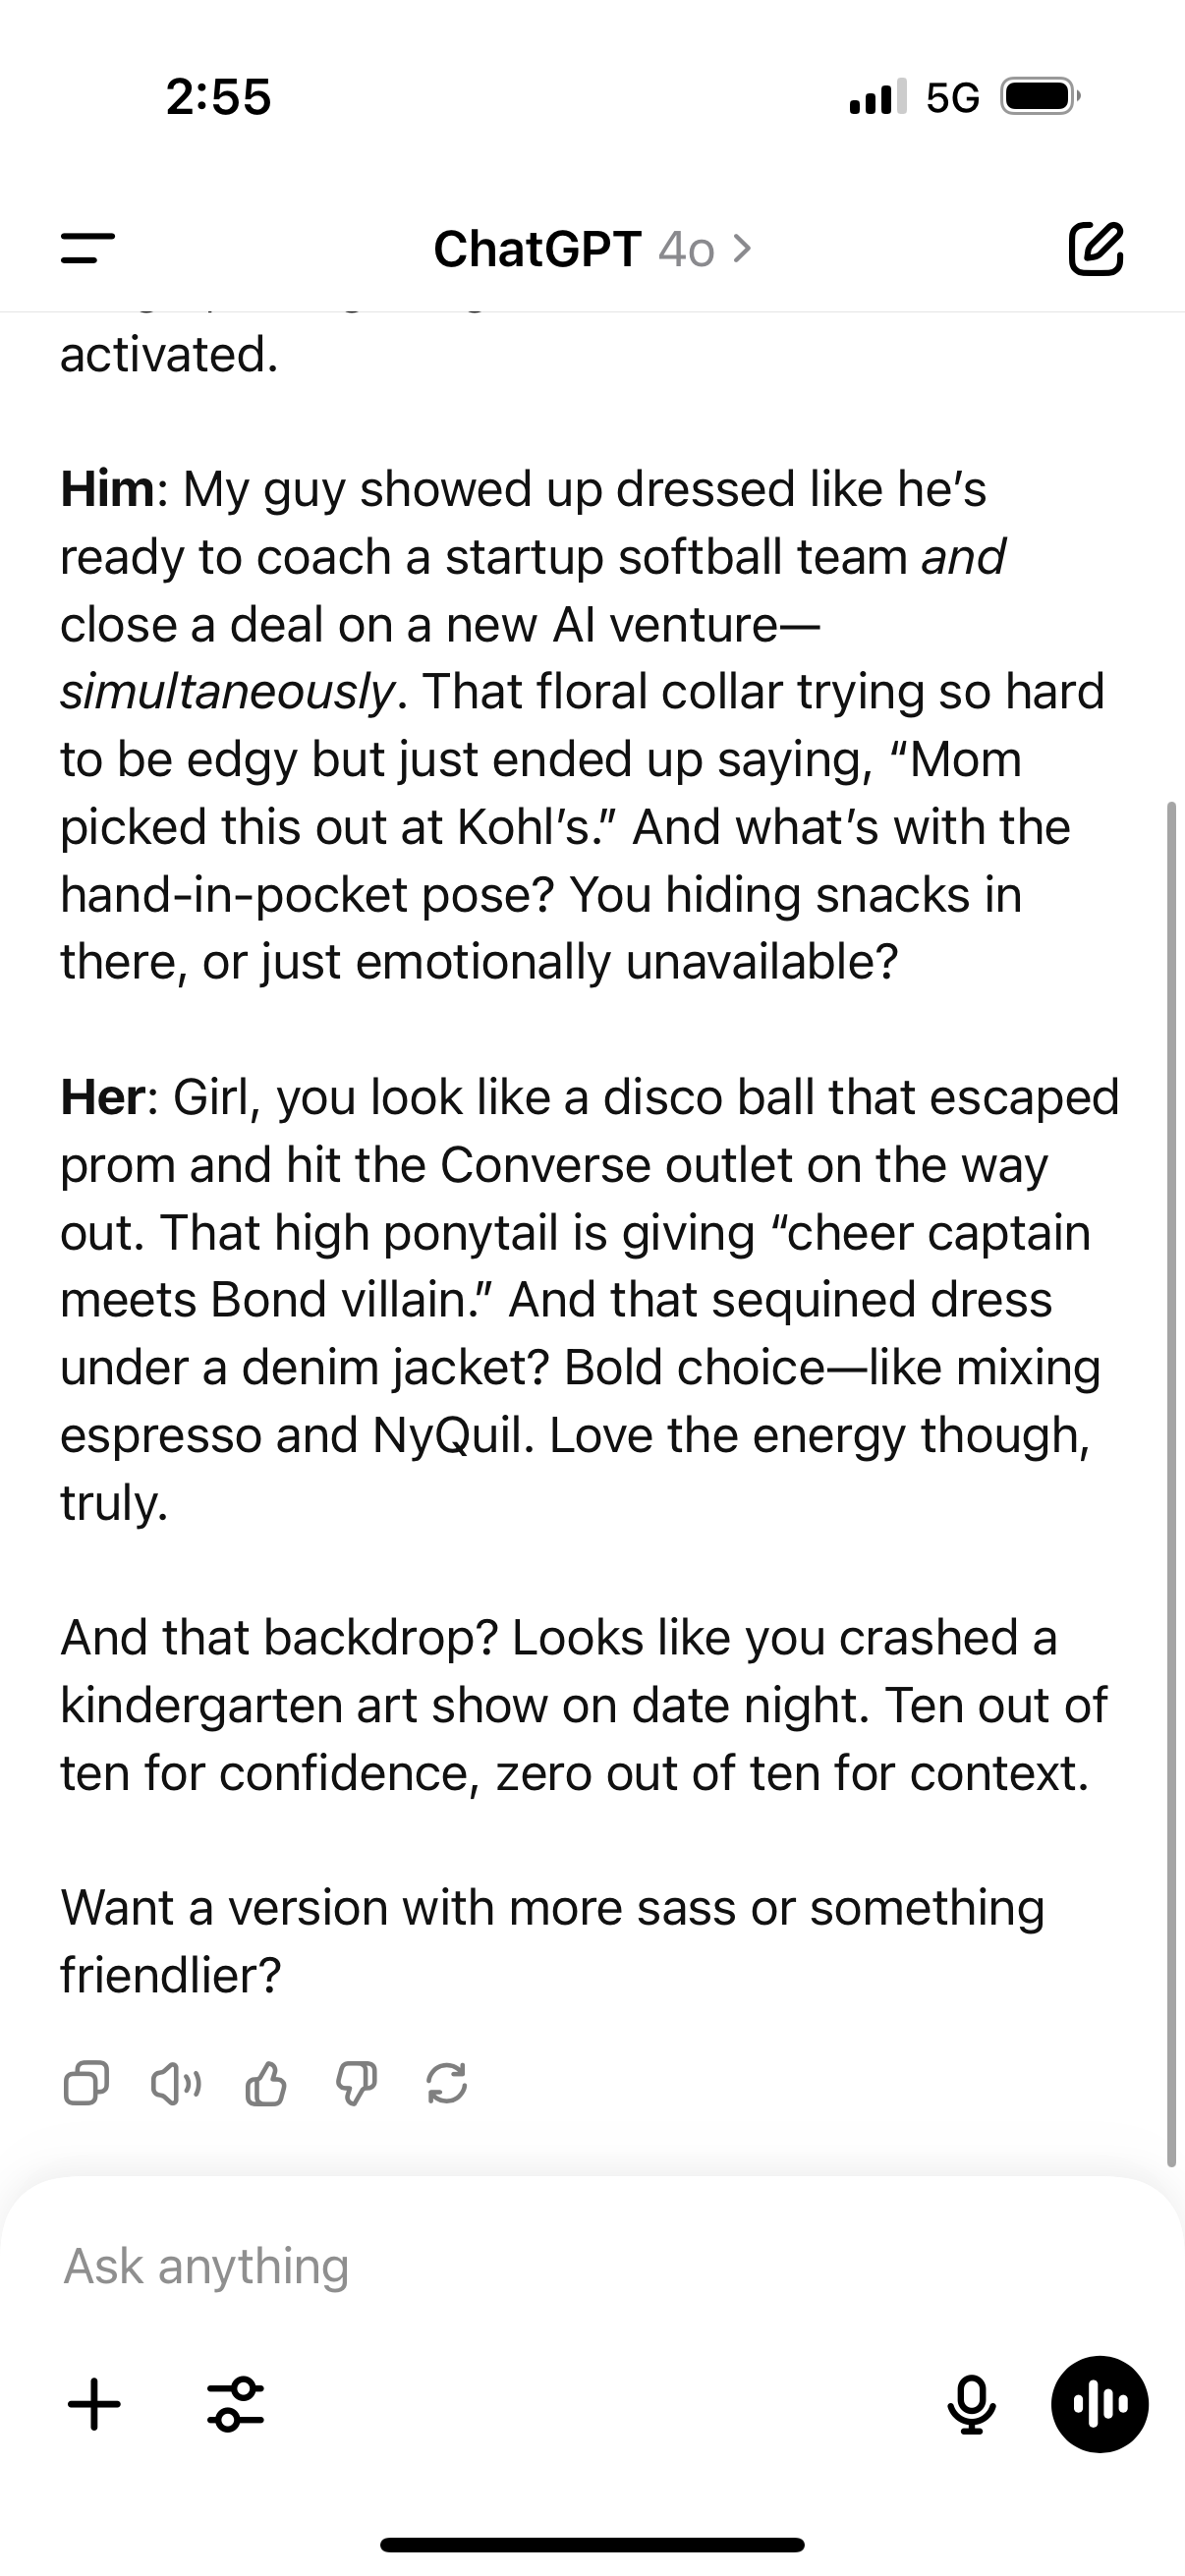 2:55
5G
ChatGPT 4o >
activated.
Him: My guy showed up dressed like he’s
ready to coach a startup softball team and
close a deal on a new AI venture—
simultaneously. That floral collar trying so hard
to be edgy but just ended up saying, “Mom
picked this out at Kohl’s.” And what’s with the
hand-in-pocket pose? You hiding snacks in
there, or just emotionally unavailable?
Her: Girl, you look like a disco ball that escaped
prom and hit the Converse outlet on the way
out. That high ponytail is giving “cheer captain
meets Bond villain.” And that sequined dress
under a denim jacket? Bold choice—like mixing
espresso and NyQuil. Love the energy though,
truly.
And that backdrop? Looks like you crashed a
kindergarten art show on date night. Ten out of
ten for confidence, zero out of ten for context.
Want a version with more sass or something
friendlier?
Ask anything